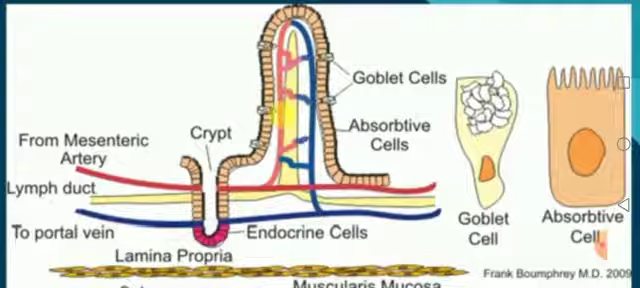 Goblet Cells
From Mesenteric
Artery
Crypt
Absorbtive
Cells
Lymph duct
To portal vein
Endocrine Cells
Lamina Propria
Goblet
Cell
Absorbtive
Cell
Frank Boumphrey M.D. 2009
Muscularis Mucosa